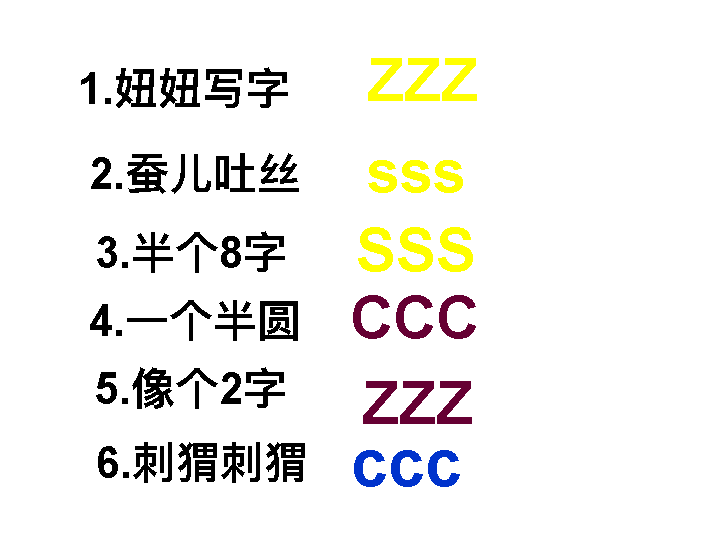 1.妞妞写字 ZZZ
2.蚕儿吐丝 sss
3.半个8字 SSS
4.一个半圆 CCC
5.像个2字 ZZZ
6.刺猬刺猬 ccc